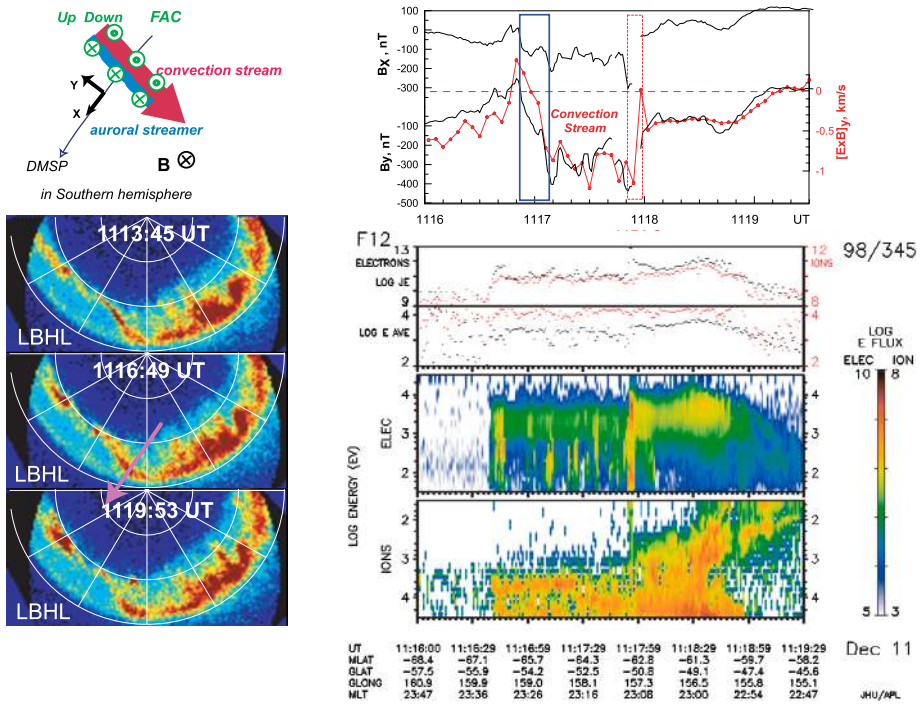 Up Down FAC
convection stream
Y
X
auroral streamer
DMSP
B
in Southern hemisphere
1113:45 UT
LBHL
1116:49 UT
LBHL
1119:53 UT
LBHL
Bx , nT
100
0
-100
-200
-300
By, nT
-100
-200
-300
-400
-500
Convection
Stream
0
-0.5
-1
[ExB]y, km/s
1116 1117 1118 1119 UT
F12
98/345
13 12
ELECTRONS IONS
LOG JE
9 8
4 4
LOG E AVE
2 2
LOG ENERGY (EV)
ELEC
4 4
3 3
2 2
IONS
2 2
3 3
4 4
LOG
E FLUX
ELEC ION
10 8
5 3
UT 11:16:00 11:16:29 11:16:59 11:17:29 11:17:59 11:18:29 11:18:59 11:19:29
MLAT -68.4 -67.1 -65.7 -64.3 -62.8 -61.3 -59.7 -58.2
GLAT -57.5 -55.9 -54.2 -52.5 -50.8 -49.1 -47.4 -45.6
GLONG 160.9 159.9 159.0 158.1 157.3 156.5 155.8 155.1
MLT 23:47 23:36 23:26 23:16 23:08 23:00 22:54 22:47
Dec 11
JHU/APL